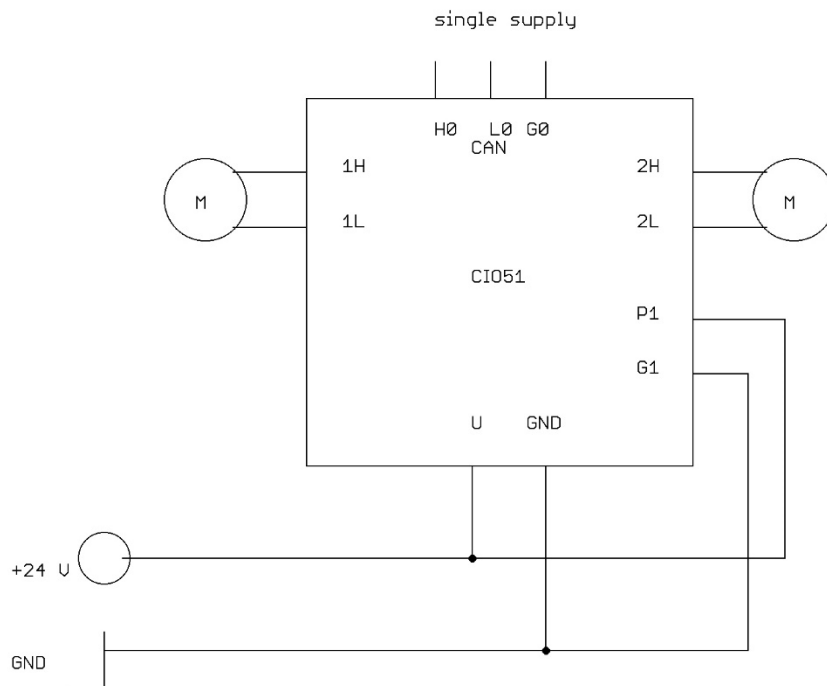 single supply
H0 L0 G0
CAN
1H 2H
M M
1L 2L
CIO51
P1
G1
U GND
+24 V
GND